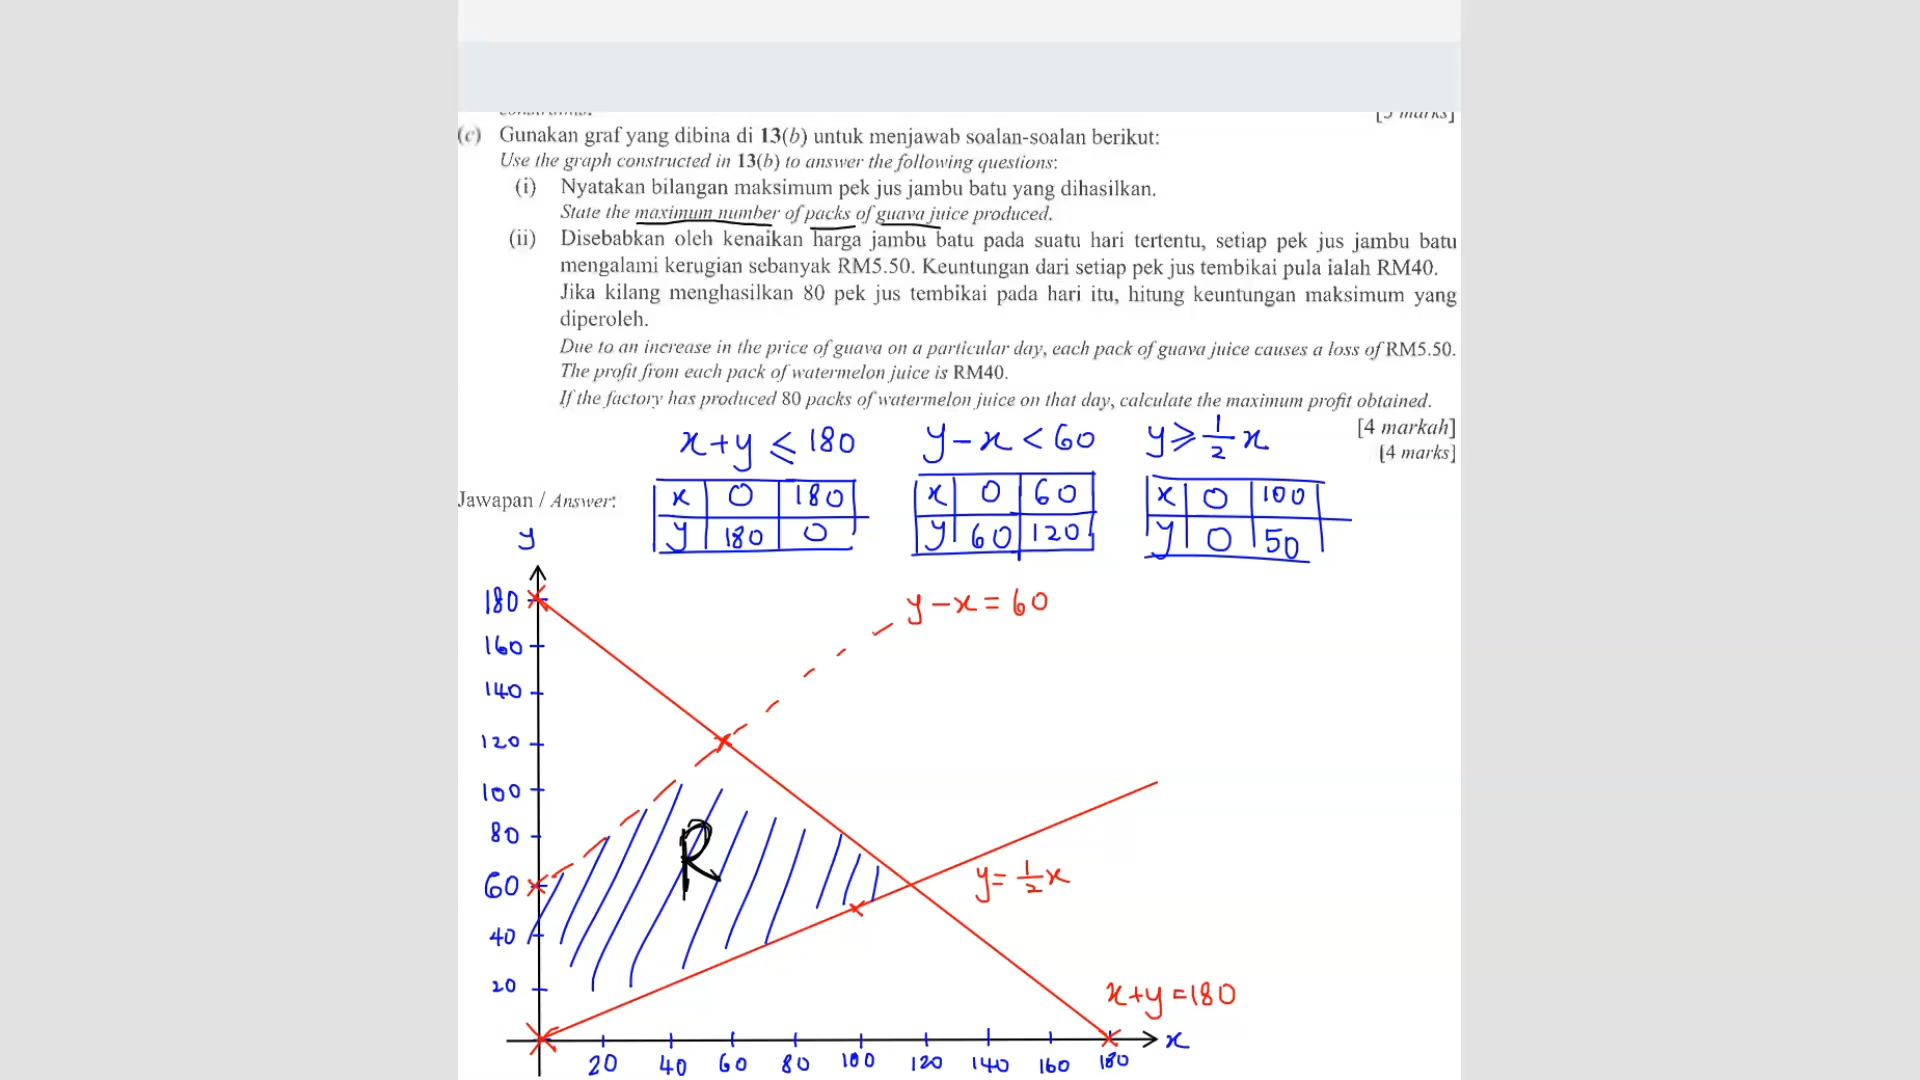 [5 marks]
(c) Gunakan graf yang dibina di 13(b) untuk menjawab soalan-soalan berikut:
Use the graph constructed in 13(b) to answer the following questions:
(i) Nyatakan bilangan maksimum pek jus jambu batu yang dihasilkan.
State the maximum number of packs of guava juice produced.
(ii) Disebabkan oleh kenaikan harga jambu batu pada suatu hari tertentu, setiap pek jus jambu batu
mengalami kerugian sebanyak RM5.50. Keuntungan dari setiap pek jus tembikai pula ialah RM40.
Jika kilang menghasilkan 80 pek jus tembikai pada hari itu, hitung keuntungan maksimum yang
diperoleh.
Due to an increase in the price of guava on a particular day, each pack of guava juice causes a loss of RM5.50.
The profit from each pack of watermelon juice is RM40.
If the factory has produced 80 packs of watermelon juice on that day, calculate the maximum profit obtained.
[4 markah]
[4 marks]
x+y ≤ 180 y-x < 60 y ≥ 1/2 x
Jawapan / Answer:
x 0 180
y 180 0
x 0 60
y 60 120
x 0 100
y 0 50
y
180
160
140
120
100
80
60
40
20
y-x = 60
R
y = 1/2 x
x+y = 180
x
20 40 60 80 100 120 140 160 180